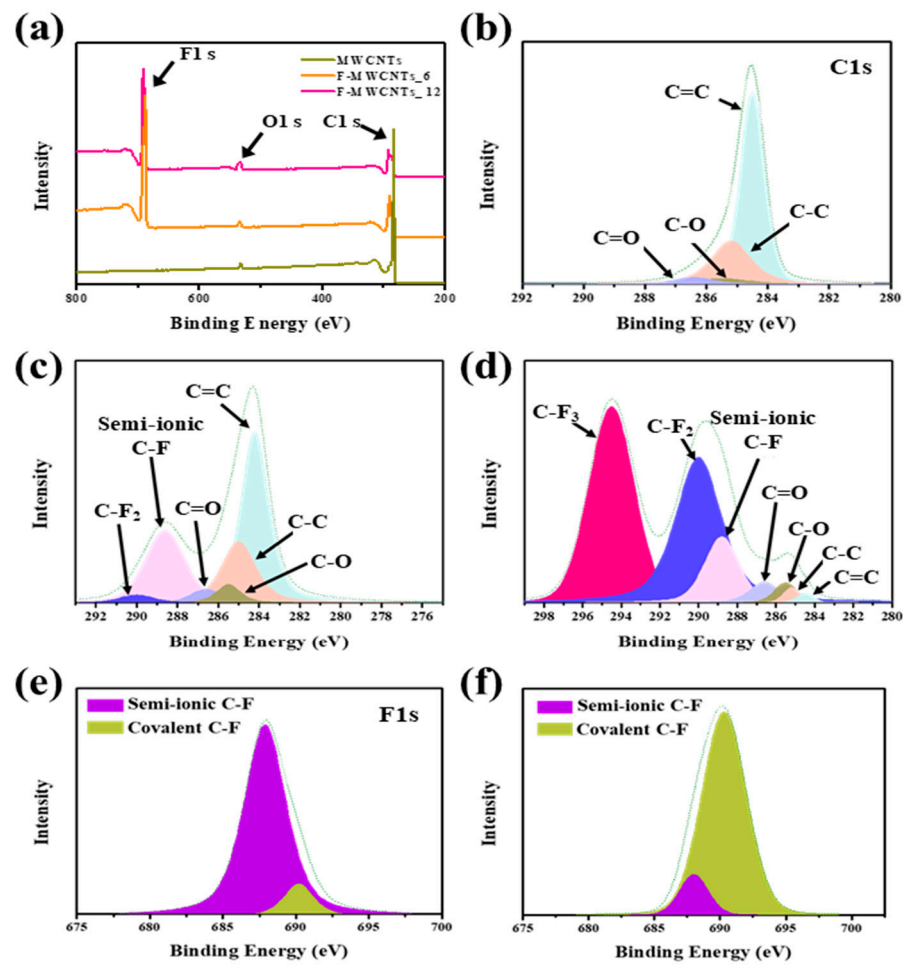 (a)
F1s
MWCNTs
F-MWCNTs_6
F-MWCNTs_12
O1s
C1s
Intensity
800 600 400 200
Binding Energy (eV)
(b)
C1s
C=C
C-C
C-O
C=O
Intensity
292 290 288 286 284 282 280
Binding Energy (eV)
(c)
C=C
Semi-ionic
C-F
C=O
C-F2
C-C
C-O
Intensity
292 290 288 286 284 282 280 278 276
Binding Energy (eV)
(d)
C-F3
C-F2
Semi-ionic
C-F
C=O
C-O
C-C
C=C
Intensity
298 296 294 292 290 288 286 284 282 280
Binding Energy (eV)
(e)
Semi-ionic C-F
Covalent C-F
F1s
Intensity
675 680 685 690 695 700
Binding Energy (eV)
(f)
Semi-ionic C-F
Covalent C-F
Intensity
675 680 685 690 695 700
Binding Energy (eV)